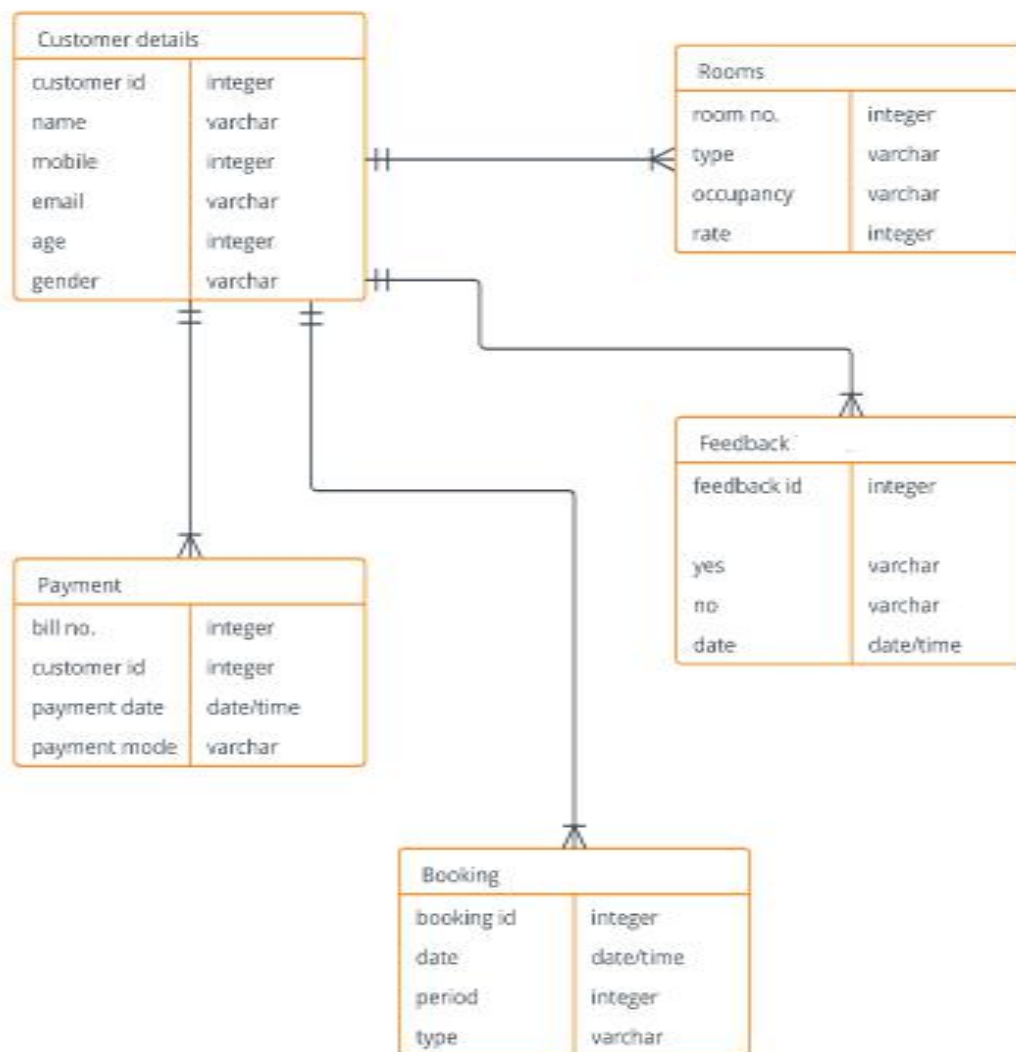 Customer details
customer id integer
name varchar
mobile integer
email varchar
age integer
gender varchar
Rooms
room no. integer
type varchar
occupancy varchar
rate integer
Feedback
feedback id integer
yes varchar
no varchar
date date/time
Payment
bill no. integer
customer id integer
payment date date/time
payment mode varchar
Booking
booking id integer
date date/time
period integer
type varchar